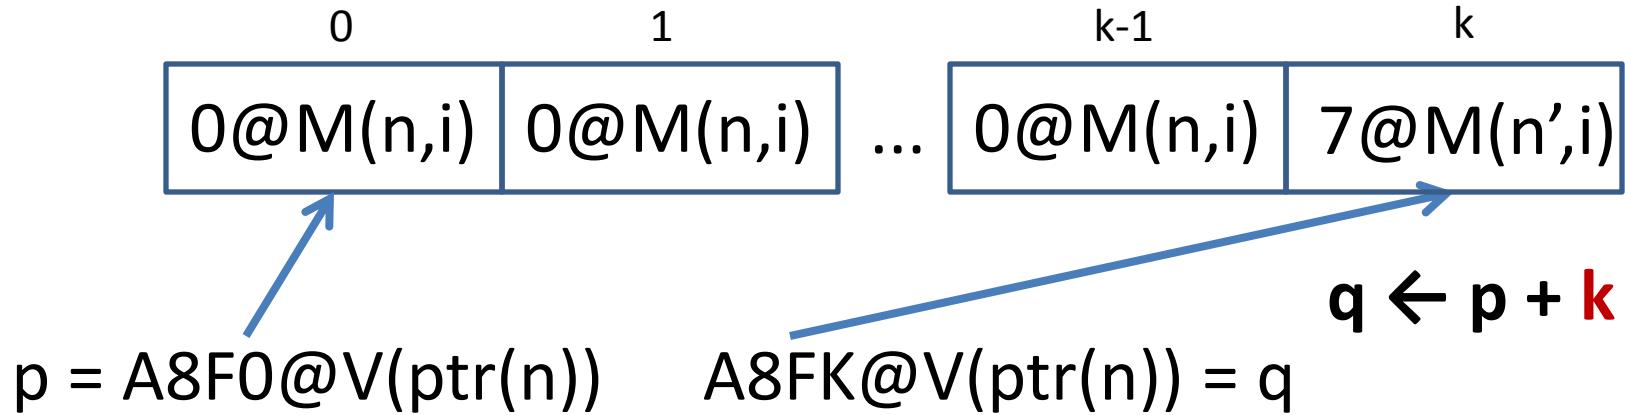 0 1 k-1 k
0@M(n,i) 0@M(n,i) ... 0@M(n,i) 7@M(n’,i)
q ← p + k
p = A8F0@V(ptr(n)) A8FK@V(ptr(n)) = q